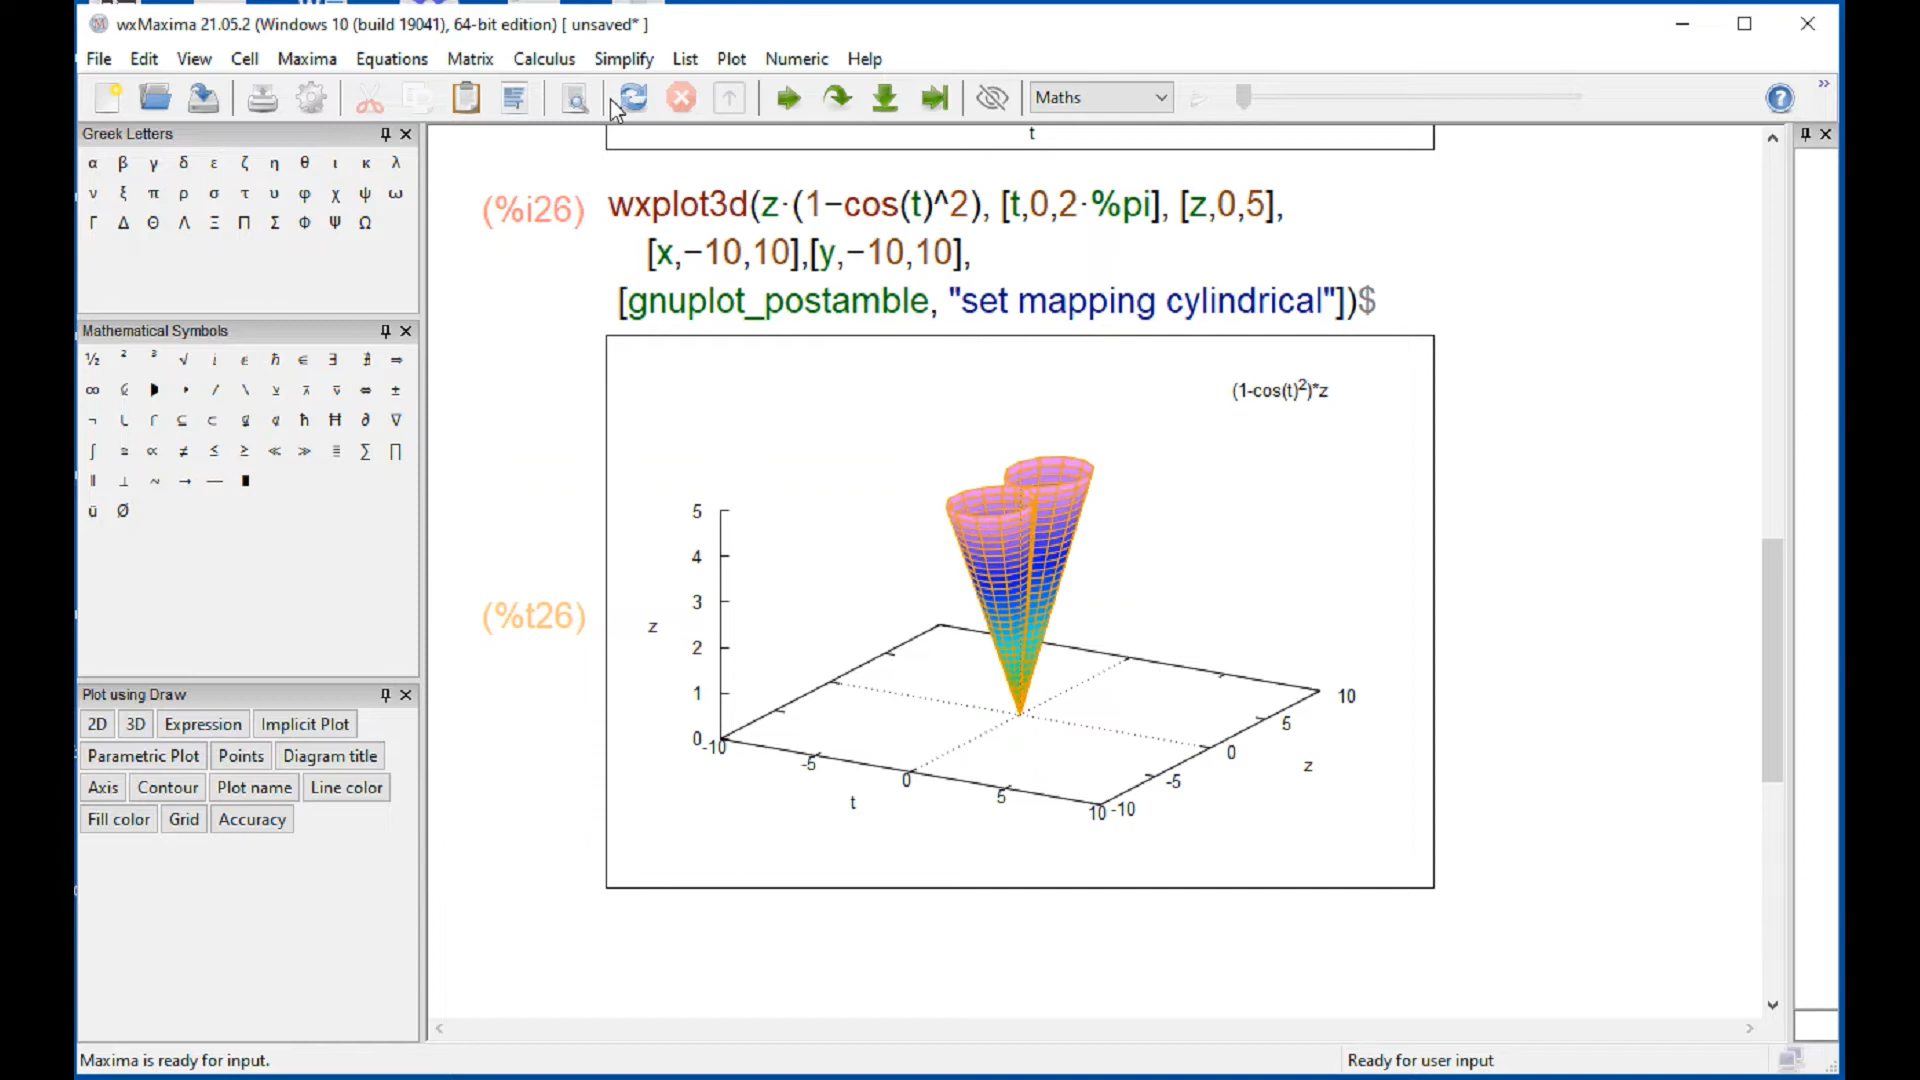 wxMaxima 21.05.2 (Windows 10 (build 19041), 64-bit edition) [ unsaved* ]
File Edit View Cell Maxima Equations Matrix Calculus Simplify List Plot Numeric Help
Maths
Greek Letters
α β γ δ ε ζ η θ ι κ λ
ν ξ π ρ σ τ υ φ χ ψ ω
Γ Δ Θ Λ Ξ Π Σ Φ Ψ Ω
Mathematical Symbols
½ ² ³ √ i ε ħ ∈ ∃ ∄ ⇒
∞
¬ ⊆ ⊂ ħ Ħ ∂ ∇
∫ ≅ ∝ ≠ ≤ ≥ ≪ ≫ ≡ ∑ ∏
∥ ⊥ ~ → — ∎
ü Ø
Plot using Draw
2D 3D Expression Implicit Plot
Parametric Plot Points Diagram title
Axis Contour Plot name Line color
Fill color Grid Accuracy
t
(%i26) wxplot3d(z·(1−cos(t)^2), [t,0,2·%pi], [z,0,5],
[x,−10,10],[y,−10,10],
[gnuplot_postamble, "set mapping cylindrical"])$
(%t26)
(1-cos(t)²)*z
5
4
3
2
1
0
z
-10 -5 0 5 10
t
-10 -5 0 5 10
z
Maxima is ready for input.
Ready for user input